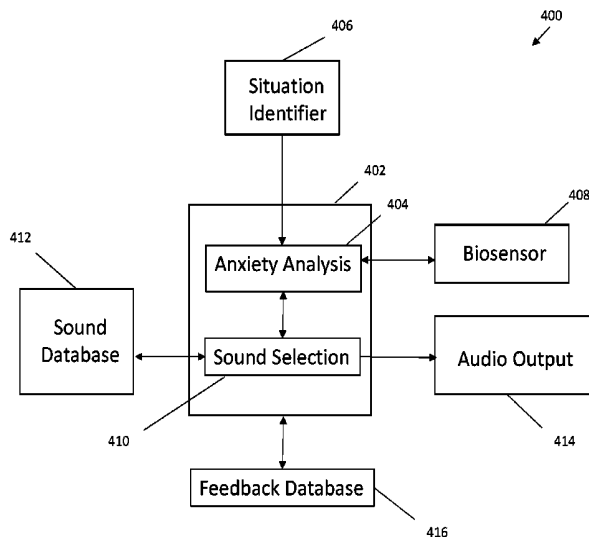 400
406
Situation
Identifier
402
404
408
412
Anxiety Analysis
Biosensor
Sound
Database
Sound Selection
Audio Output
410
414
Feedback Database
416